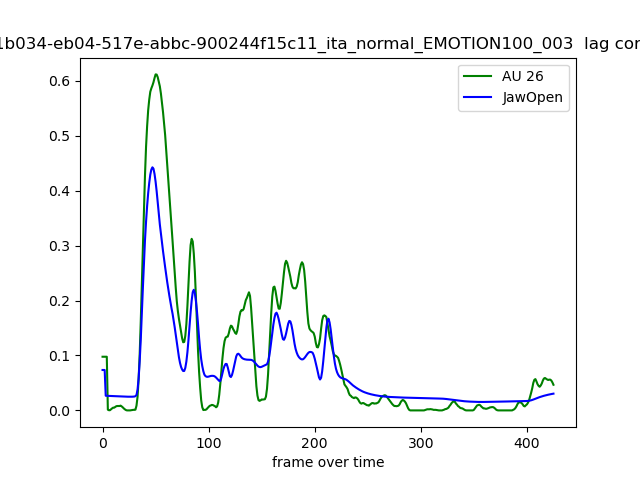 1b034-eb04-517e-abbc-900244f15c11_ita_normal_EMOTION100_003 lag cor
AU 26
JawOpen
0.6
0.5
0.4
0.3
0.2
0.1
0.0
0 100 200 300 400
frame over time